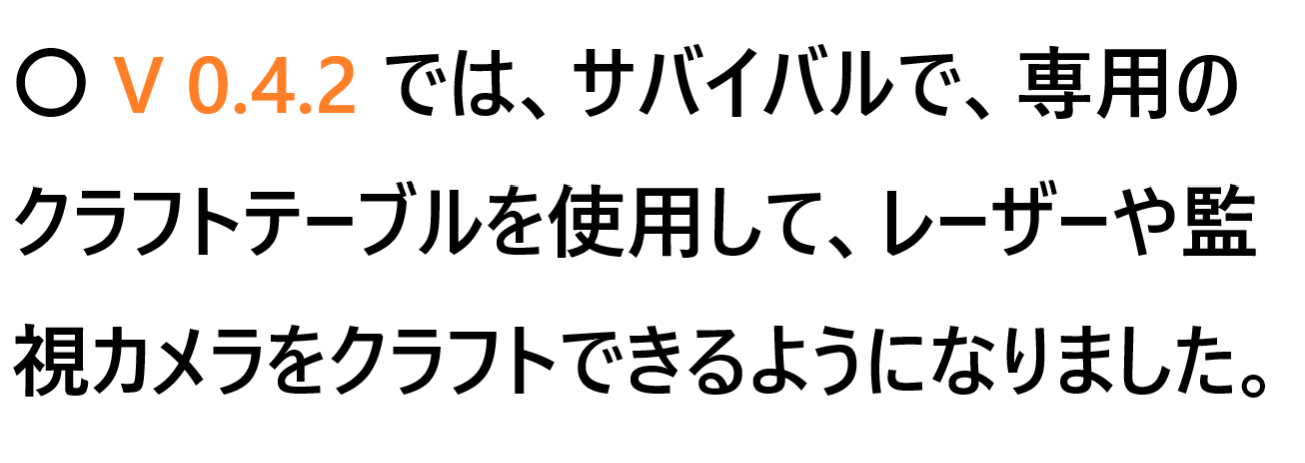 〇 V 0.4.2 では、サバイバルで、専用の
クラフトテーブルを使用して、レーザーや監
視カメラをクラフトできるようになりました。